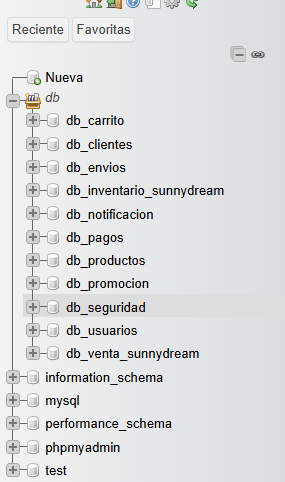 Reciente Favoritas
Nueva
db
db_carrito
db_clientes
db_envios
db_inventario_sunnydream
db_notificacion
db_pagos
db_productos
db_promocion
db_seguridad
db_usuarios
db_venta_sunnydream
information_schema
mysql
performance_schema
phpmyadmin
test